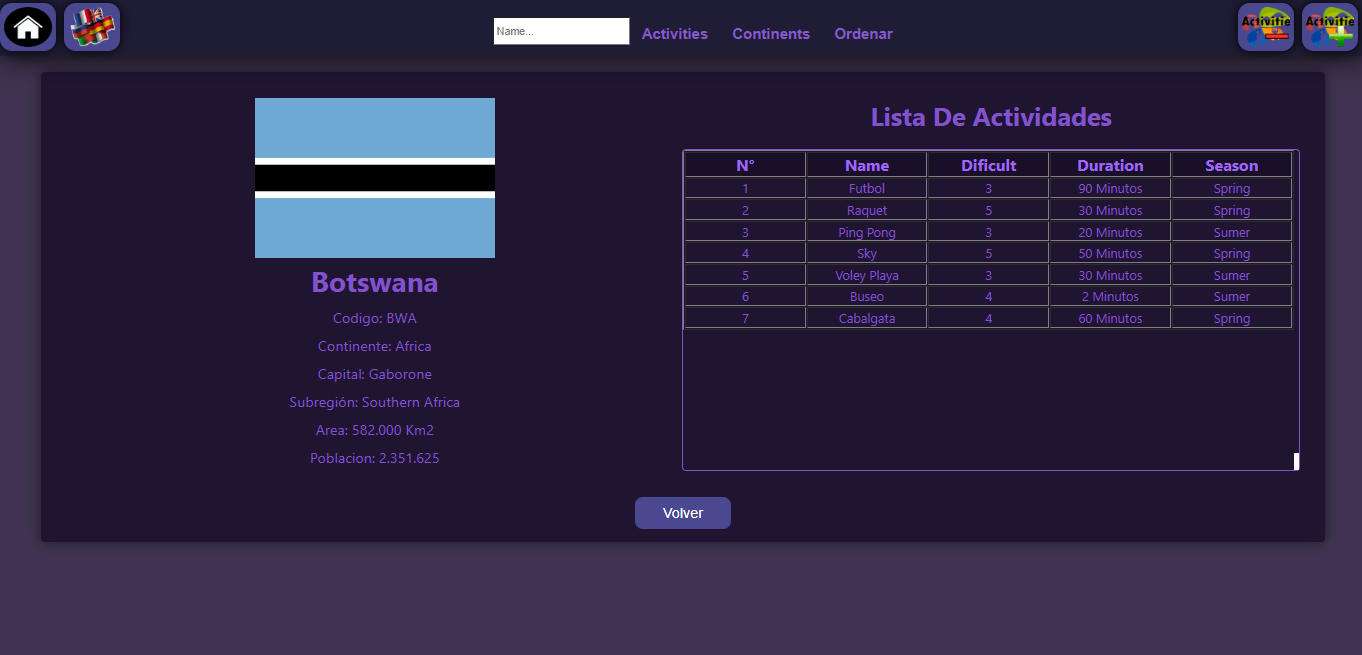 Activities Continents Ordenar
Name...
Activitie
Activitie
Botswana
Codigo: BWA
Continente: Africa
Capital: Gaborone
Subregión: Southern Africa
Area: 582.000 Km2
Poblacion: 2.351.625
Lista De Actividades
N° Name Dificult Duration Season
1 Futbol 3 90 Minutos Spring
2 Raquet 5 30 Minutos Spring
3 Ping Pong 3 20 Minutos Sumer
4 Sky 5 50 Minutos Spring
5 Voley Playa 3 30 Minutos Sumer
6 Buseo 4 2 Minutos Sumer
7 Cabalgata 4 60 Minutos Spring
Volver